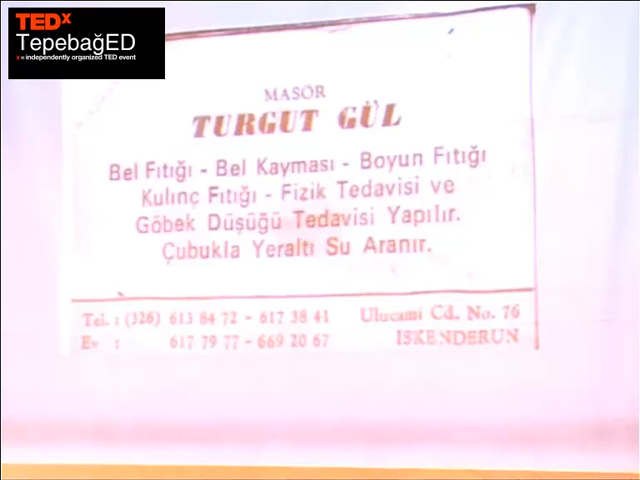 TEDx
TepebağED
x = independently organized TED event
MASÖR
TURGUT GÜL
Bel Fıtığı - Bel Kayması - Boyun Fıtığı
Kulınç Fıtığı - Fizik Tedavisi ve
Göbek Düşüğü Tedavisi Yapılır.
Çubukla Yeraltı Su Aranır.
Tel. : (326) 613 84 72 - 617 38 41 Ulucami Cd. No. 76
Ev : 617 79 77 - 669 20 67 İSKENDERUN